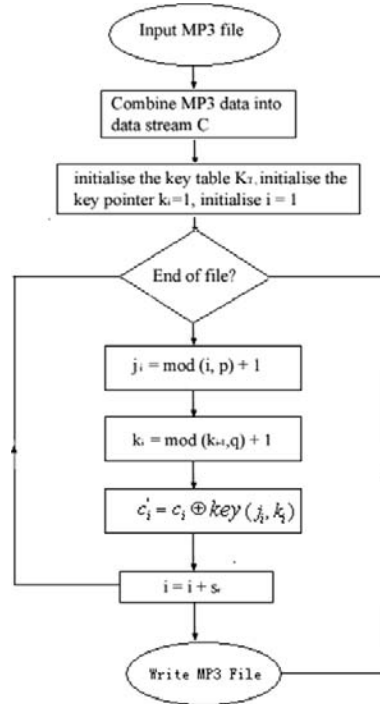 Input MP3 file
Combine MP3 data into
data stream C
initialise the key table Kᴛ, initialise the
key pointer kᵢ=1, initialise i = 1
End of file?
jᵢ = mod (i, p) + 1
kᵢ = mod (kᵢ₋₁,q) + 1
c'ᵢ = cᵢ ⊕ key (jᵢ, kᵢ)
i = i + sₑ
Write MP3 File